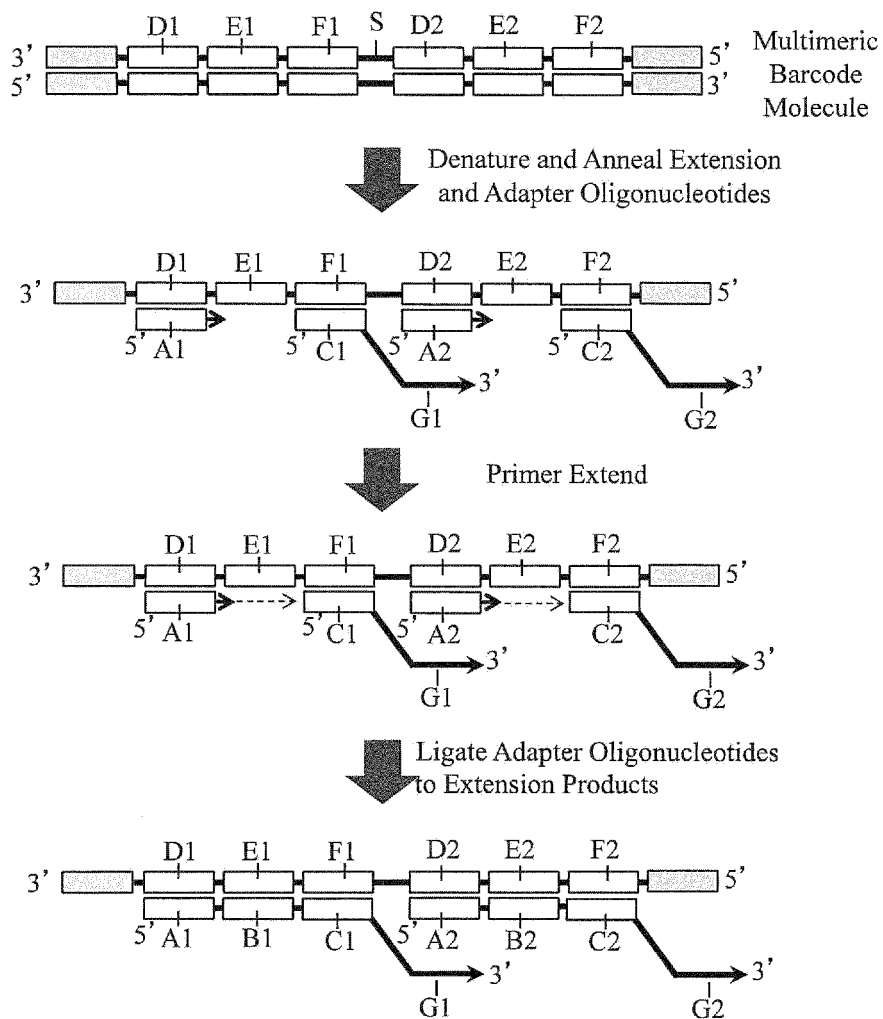 D1 E1 F1 S D2 E2 F2
3’ 5’
5’ 3’
Multimeric
Barcode
Molecule
Denature and Anneal Extension
and Adapter Oligonucleotides
D1 E1 F1 D2 E2 F2
3’ 5’
5’ 5’ 5’ 5’
A1 C1 A2 C2
3’ 3’
G1 G2
Primer Extend
D1 E1 F1 D2 E2 F2
3’ 5’
5’ 5’ 5’
A1 C1 A2 C2
3’ 3’
G1 G2
Ligate Adapter Oligonucleotides
to Extension Products
D1 E1 F1 D2 E2 F2
3’ 5’
5’ 5’
A1 B1 C1 A2 B2 C2
3’ 3’
G1 G2